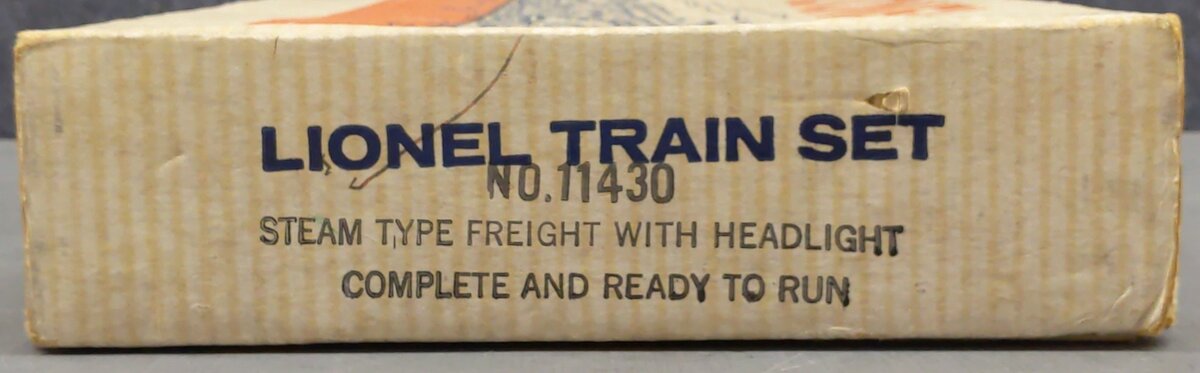 LIONEL TRAIN SET
NO.11430
STEAM TYPE FREIGHT WITH HEADLIGHT
COMPLETE AND READY TO RUN